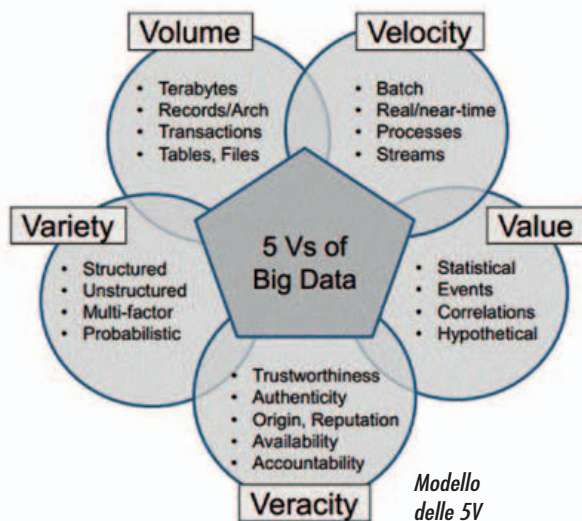 Volume
• Terabytes
• Records/Arch
• Transactions
• Tables, Files
Velocity
• Batch
• Real/near-time
• Processes
• Streams
Variety
• Structured
• Unstructured
• Multi-factor
• Probabilistic
5 Vs of
Big Data
Value
• Statistical
• Events
• Correlations
• Hypothetical
• Trustworthiness
• Authenticity
• Origin, Reputation
• Availability
• Accountability
Veracity
Modello
delle 5V